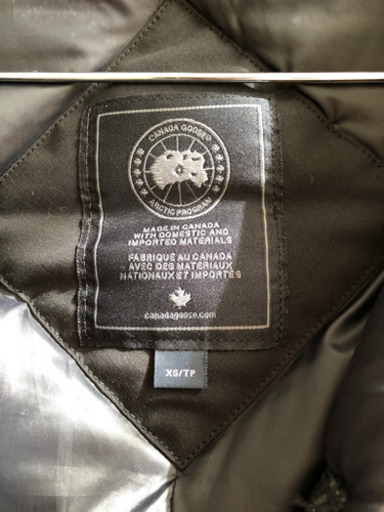 CANADA GOOSE®
ARCTIC PROGRAM
MADE IN CANADA
WITH DOMESTIC AND
IMPORTED MATERIALS
FABRIQUÉ AU CANADA
AVEC DES MATÉRIAUX
NATIONAUX ET IMPORTÉS
canadagoose.com
XS/TP